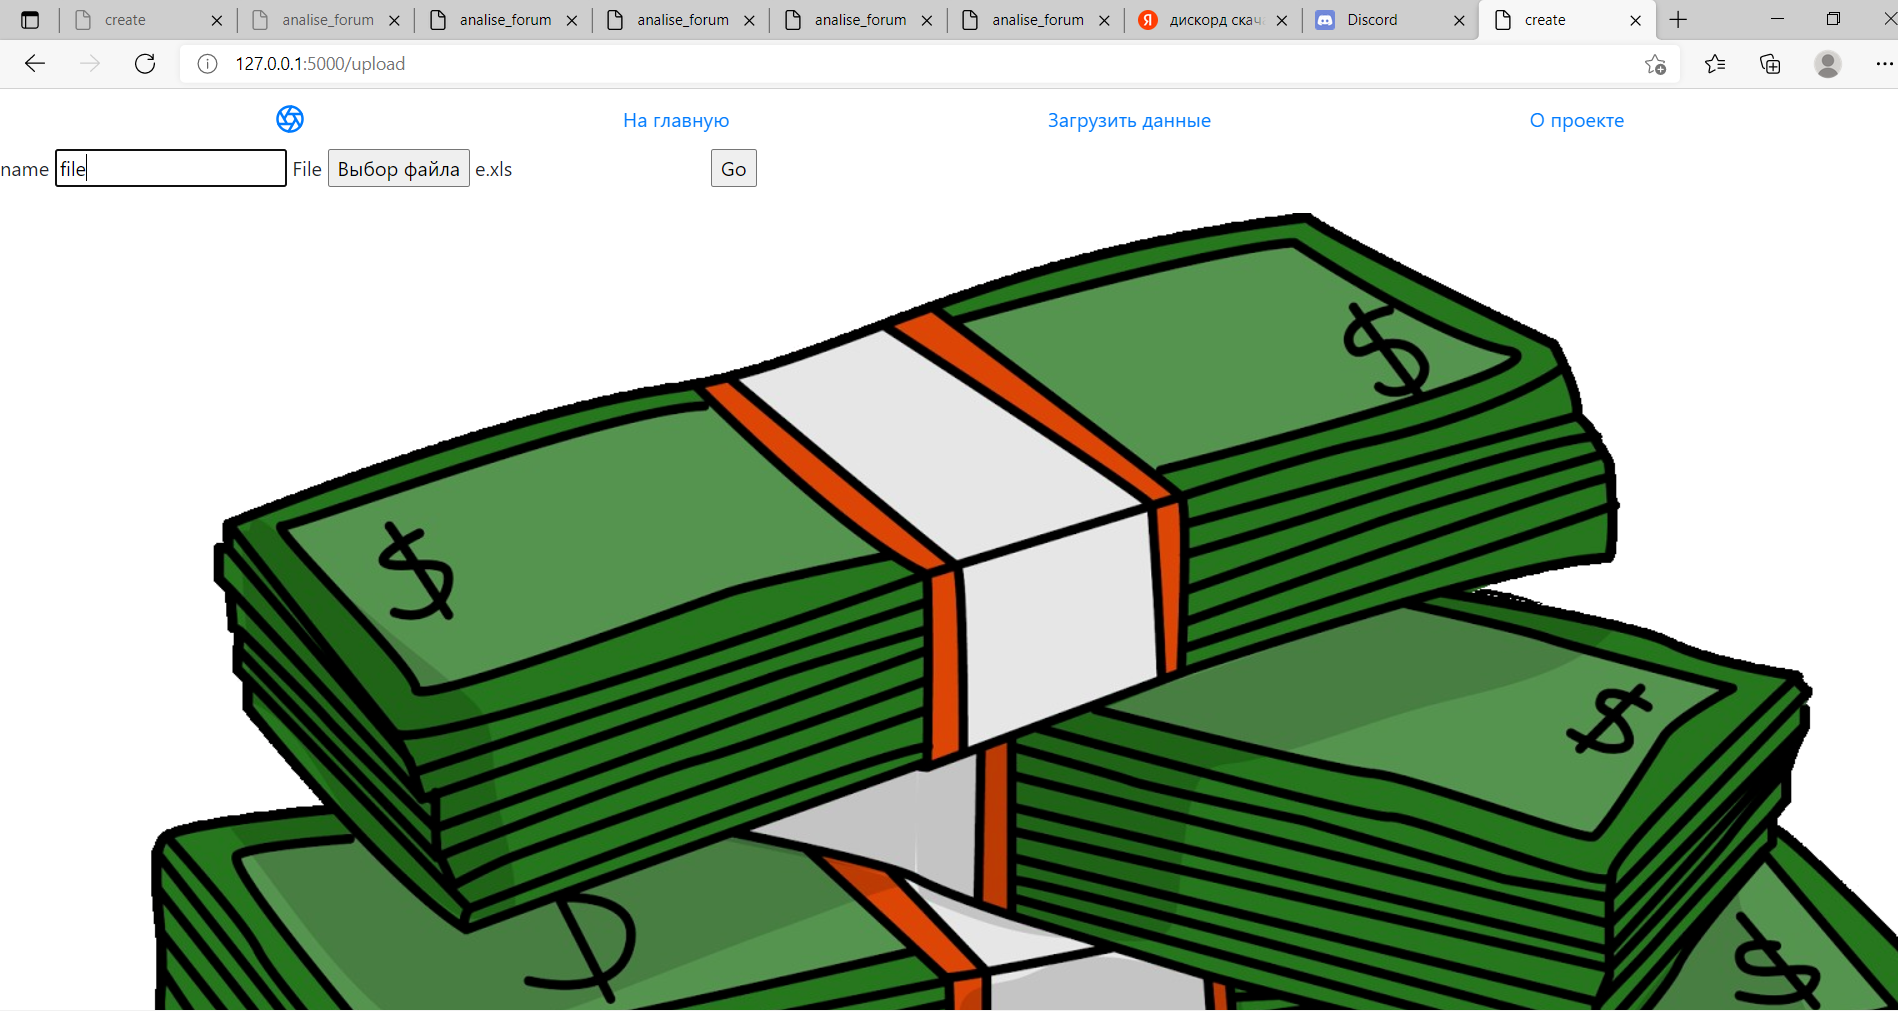 create analise_forum analise_forum analise_forum analise_forum analise_forum дискорд скача Discord create
127.0.0.1:5000/upload
На главную Загрузить данные О проекте
name file File Выбор файла e.xls Go
$
$
$
$